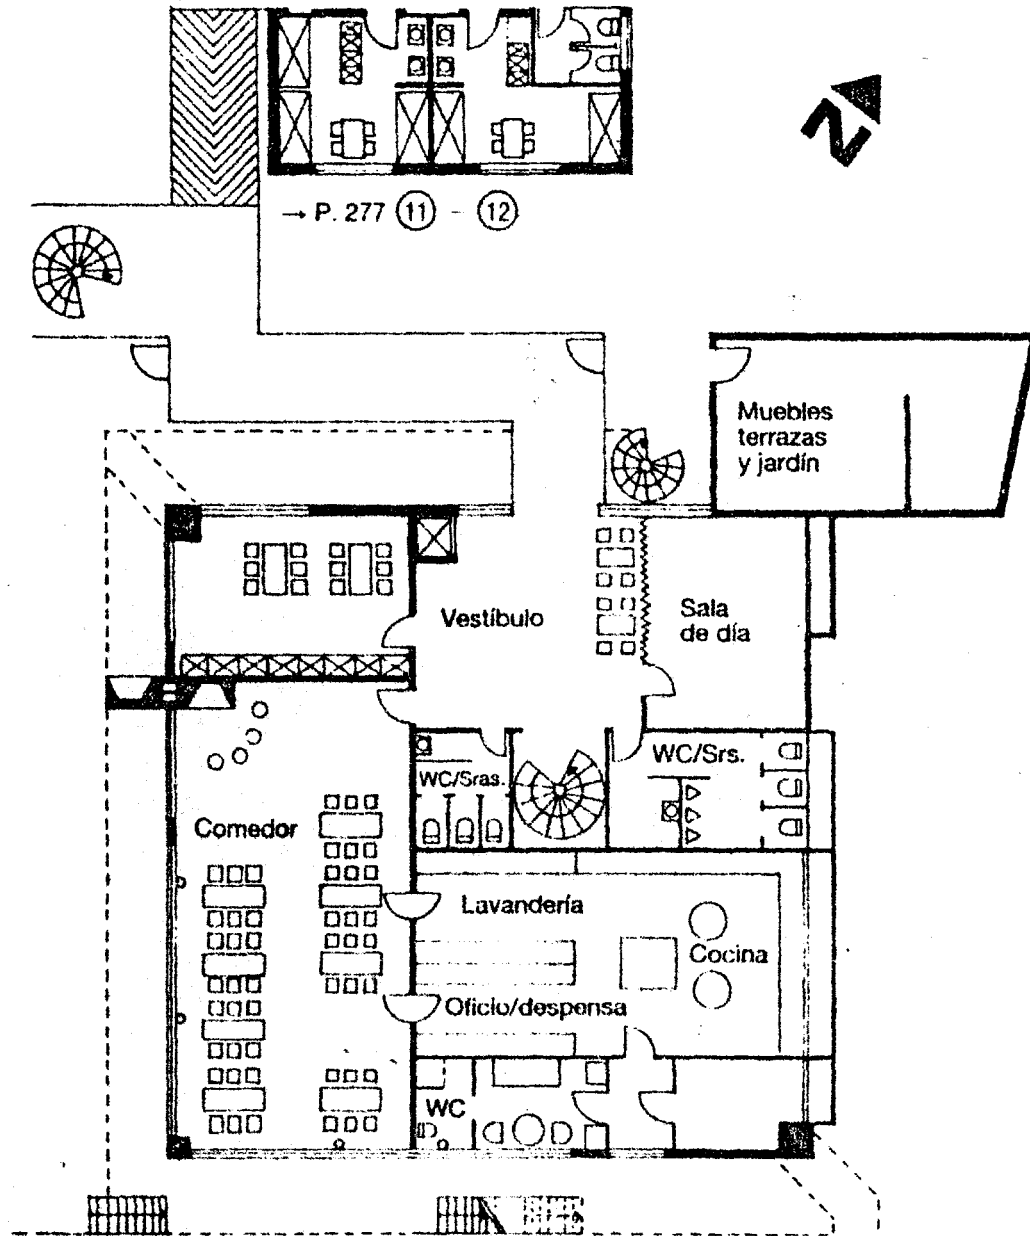 N
→ P. 277 11 - 12
Muebles
terrazas
y jardín
Vestíbulo
Sala
de día
WC/Sras.
WC/Srs.
Comedor
Lavandería
Cocina
Oficio/despensa
WC